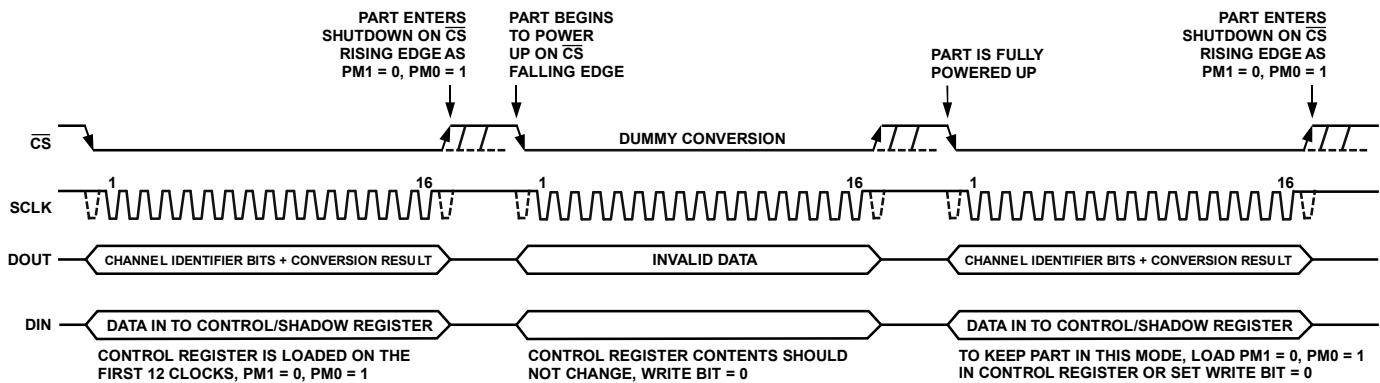 PART ENTERS
SHUTDOWN ON CS
RISING EDGE AS
PM1 = 0, PM0 = 1
PART BEGINS
TO POWER
UP ON CS
FALLING EDGE
PART IS FULLY
POWERED UP
PART ENTERS
SHUTDOWN ON CS
RISING EDGE AS
PM1 = 0, PM0 = 1
CS
DUMMY CONVERSION
SCLK
1
16
1
16
1
16
DOUT
CHANNEL IDENTIFIER BITS + CONVERSION RESULT
INVALID DATA
CHANNEL IDENTIFIER BITS + CONVERSION RESULT
DIN
DATA IN TO CONTROL/SHADOW REGISTER
DATA IN TO CONTROL/SHADOW REGISTER
CONTROL REGISTER IS LOADED ON THE
FIRST 12 CLOCKS, PM1 = 0, PM0 = 1
CONTROL REGISTER CONTENTS SHOULD
NOT CHANGE, WRITE BIT = 0
TO KEEP PART IN THIS MODE, LOAD PM1 = 0, PM0 = 1
IN CONTROL REGISTER OR SET WRITE BIT = 0